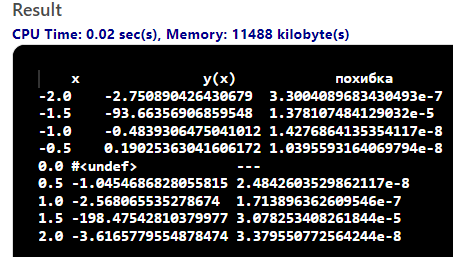 Result
CPU Time: 0.02 sec(s), Memory: 11488 kilobyte(s)
x y(x) похибка
-2.0 -2.750890426430679 3.3004089683430493e-7
-1.5 -93.66356906859548 1.378107484129032e-5
-1.0 -0.4839306475041012 1.4276864135354117e-8
-0.5 0.19025363041606172 1.0395593164069794e-8
0.0 #<undef> ---
0.5 -1.0454686828055815 2.4842603529862117e-8
1.0 -2.568065535278674 1.713896362609546e-7
1.5 -198.47542810379977 3.078253408261844e-5
2.0 -3.6165779554878474 3.379550772564244e-8